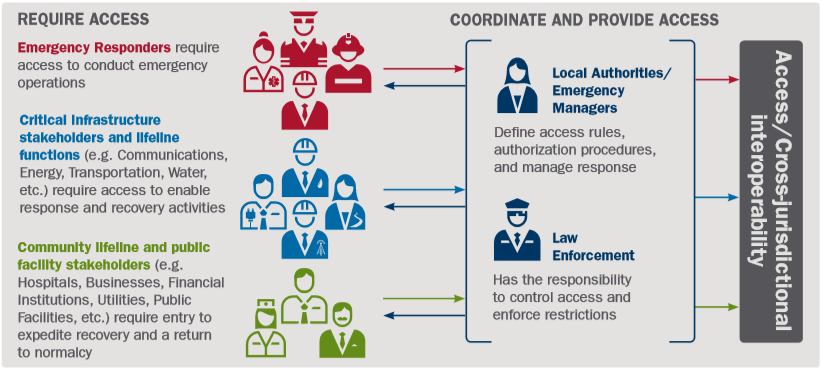 REQUIRE ACCESS
Emergency Responders require
access to conduct emergency
operations
Critical Infrastructure
stakeholders and lifeline
functions (e.g. Communications,
Energy, Transportation, Water,
etc.) require access to enable
response and recovery activities
Community lifeline and public
facility stakeholders (e.g.
Hospitals, Businesses, Financial
Institutions, Utilities, Public
Facilities, etc.) require entry to
expedite recovery and a return
to normalcy
COORDINATE AND PROVIDE ACCESS
Local Authorities/
Emergency
Managers
Define access rules,
authorization procedures,
and manage response
Law
Enforcement
Has the responsibility
to control access and
enforce restrictions
Access/Cross-jurisdictional
interoperability